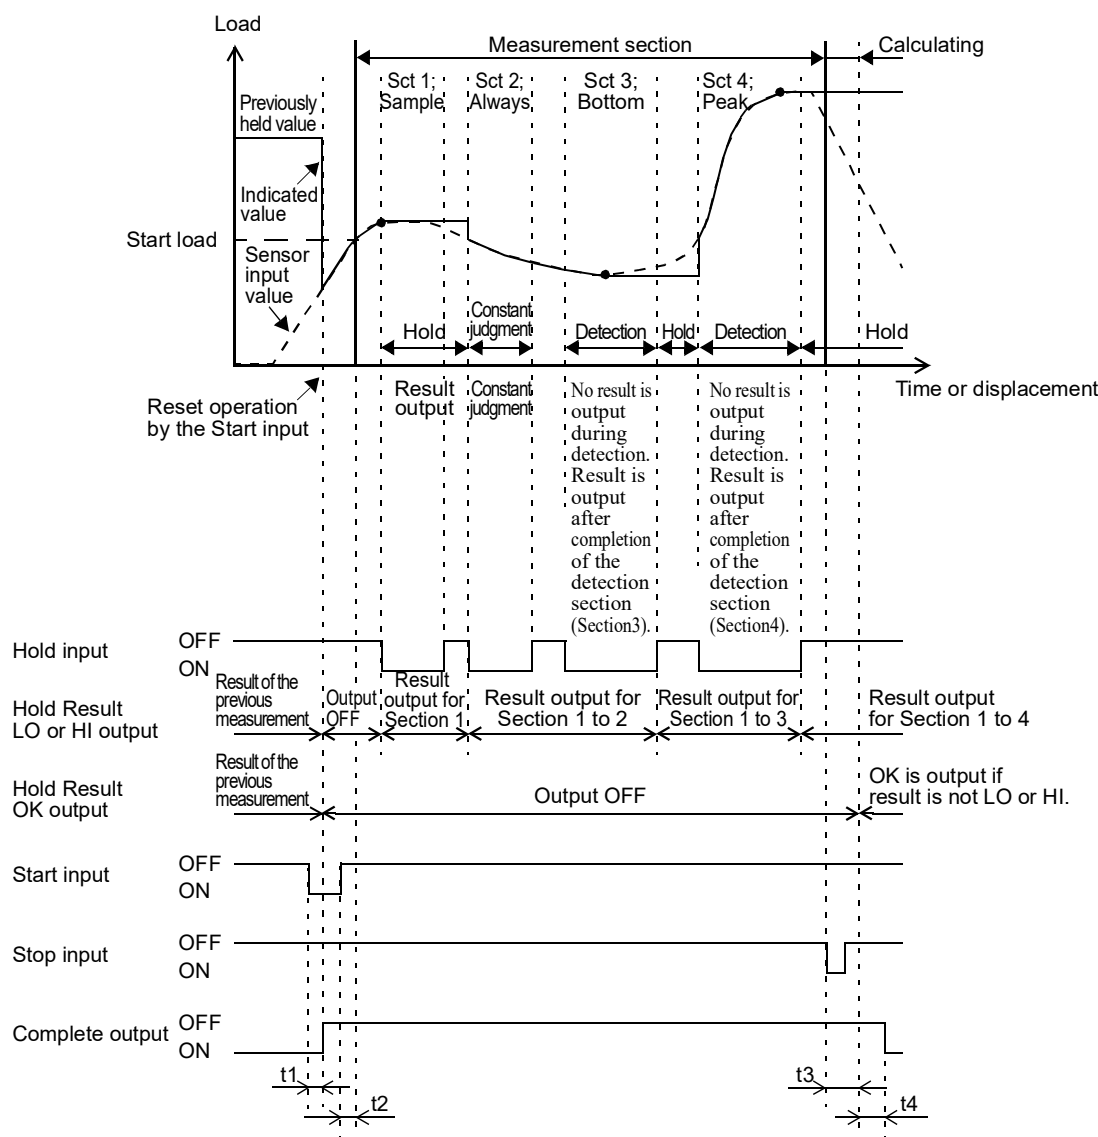 Load
Measurement section
Calculating
Sct 1;
Sample
Sct 2;
Always
Sct 3;
Bottom
Sct 4;
Peak
Previously
held value
Indicated
value
Start load
Sensor
input
value
Hold
Constant
judgment
Detection
Hold
Detection
Hold
Time or displacement
Reset operation
by the Start input
Result
output
Constant
judgment
No result is
output
during
detection.
Result is
output
after
completion
of the
detection
section
(Section3).
No result is
output
during
detection.
Result is
output
after
completion
of the
detection
section
(Section4).
Hold input
OFF
ON
Hold Result
LO or HI output
Result of the
previous
measurement
Output
OFF
Result
output for
Section 1
Result output for
Section 1 to 2
Result output for
Section 1 to 3
Result output
for Section 1 to 4
Hold Result
OK output
Result of the
previous
measurement
Output OFF
OK is output if
result is not LO or HI.
Start input
OFF
ON
Stop input
OFF
ON
Complete output
OFF
ON
t1
t2
t3
t4